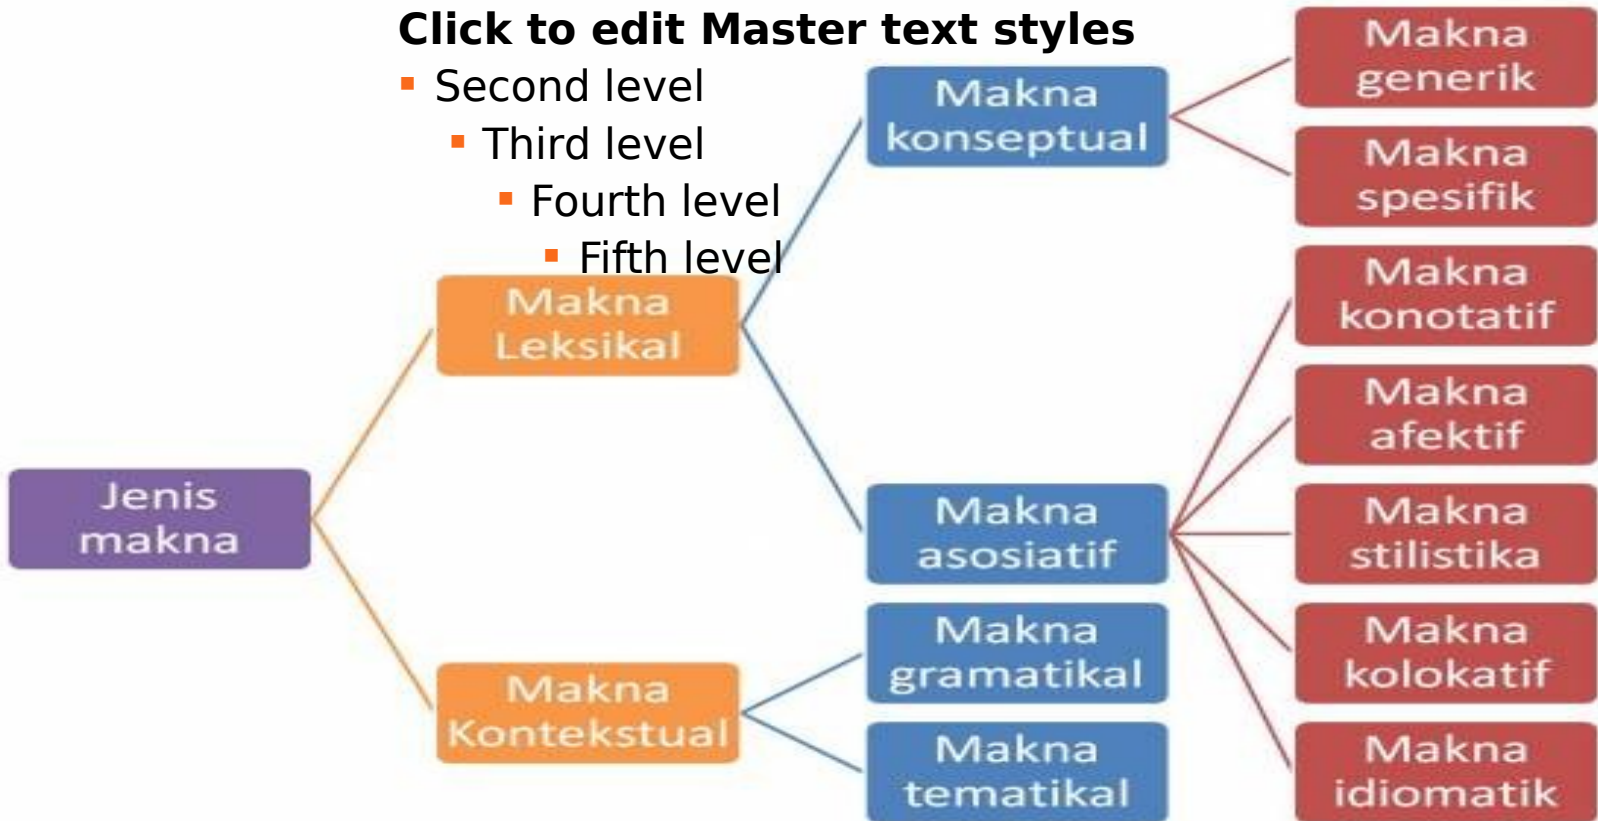 Click to edit Master text styles
Second level
Third level
Fourth level
Fifth level
Jenis
makna
Makna
Leksikal
Makna
Kontekstual
Makna
konseptual
Makna
asosiatif
Makna
gramatikal
Makna
tematikal
Makna
generik
Makna
spesifik
Makna
konotatif
Makna
afektif
Makna
stilistika
Makna
kolokatif
Makna
idiomatik